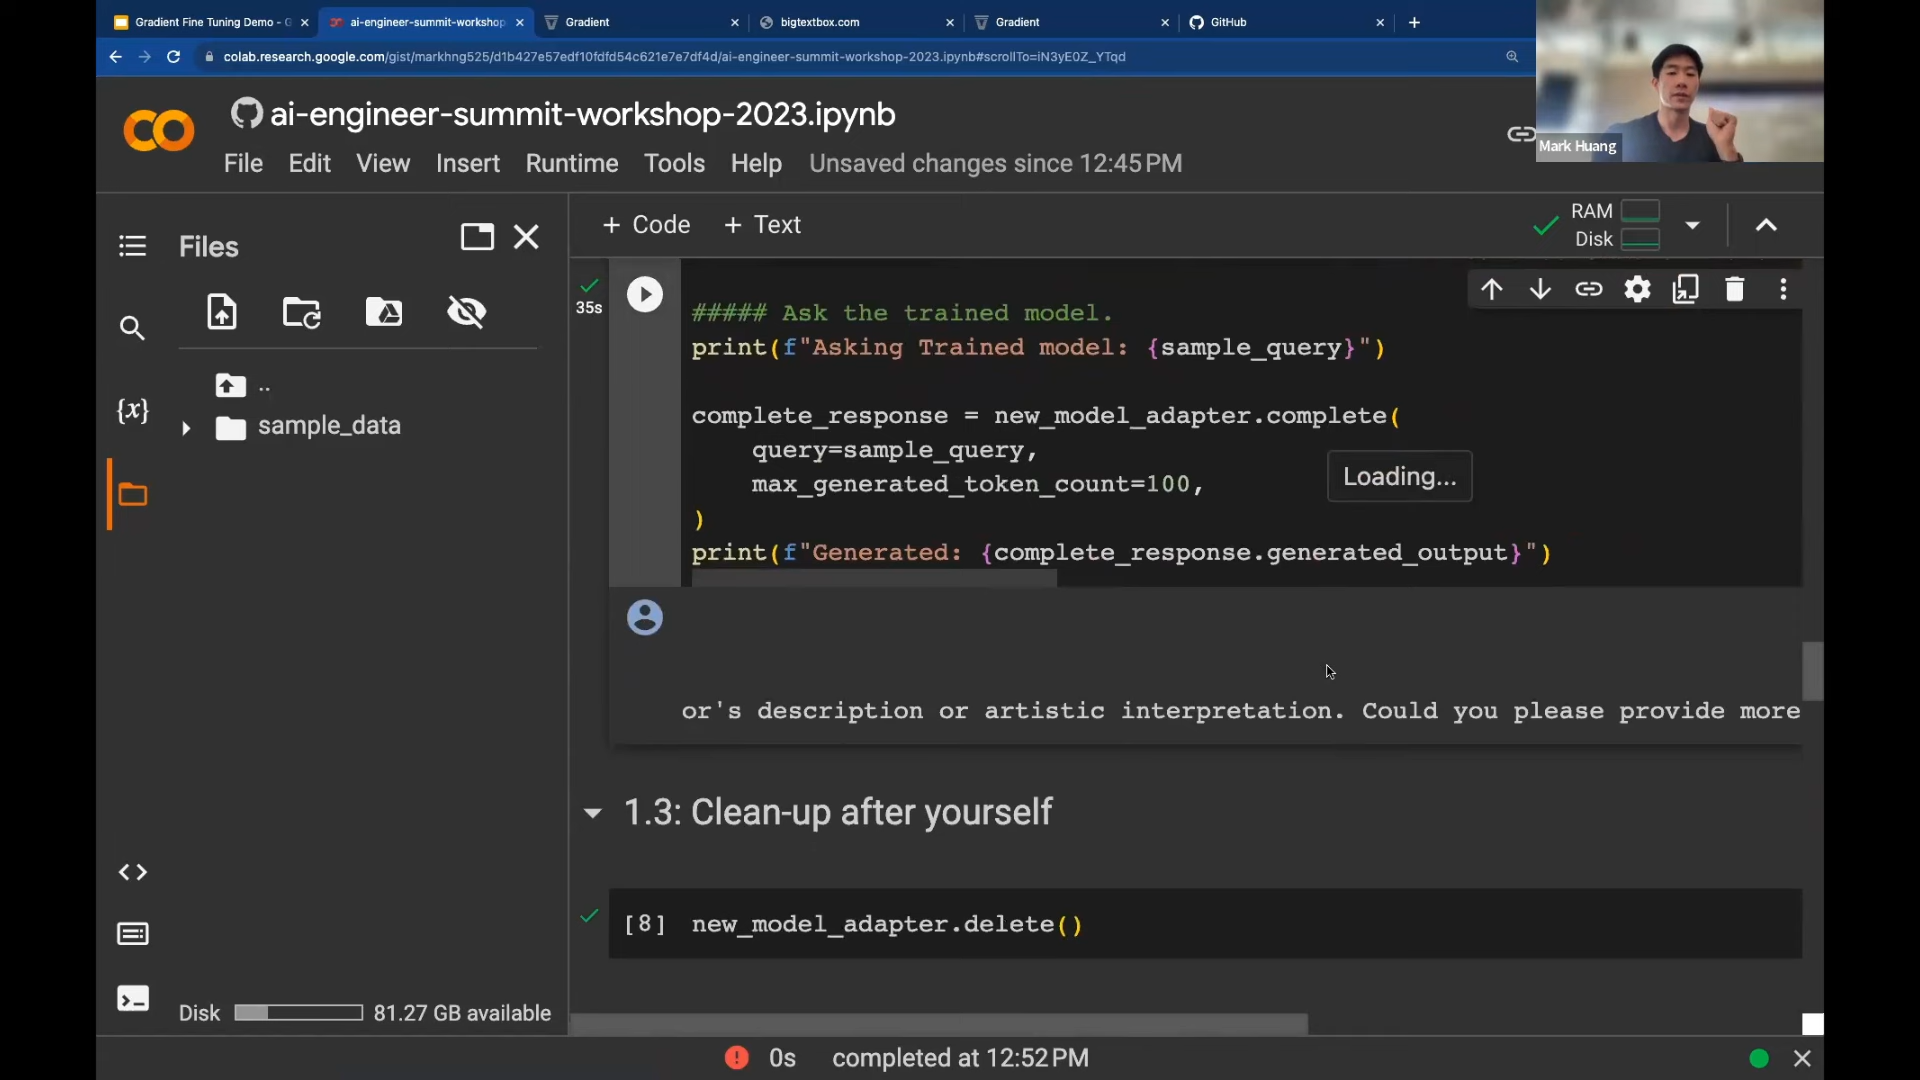 Gradient Fine Tuning Demo - G
ai-engineer-summit-workshop
Gradient
bigtextbox.com
Gradient
GitHub
colab.research.google.com/gist/markhng525/d1b427e57edf10fdfd54c621e7e7df4d/ai-engineer-summit-workshop-2023.ipynb#scrollTo=iN3yE0Z_YTqd
Mark Huang
ai-engineer-summit-workshop-2023.ipynb
File Edit View Insert Runtime Tools Help Unsaved changes since 12:45 PM
Files
+ Code + Text
RAM
Disk
..
sample_data
{x}
35s
##### Ask the trained model.
print(f"Asking Trained model: {sample_query}")
complete_response = new_model_adapter.complete(
query=sample_query,
max_generated_token_count=100,
)
print(f"Generated: {complete_response.generated_output}")
Loading...
or's description or artistic interpretation. Could you please provide more
1.3: Clean-up after yourself
[8] new_model_adapter.delete()
Disk 81.27 GB available
0s completed at 12:52 PM